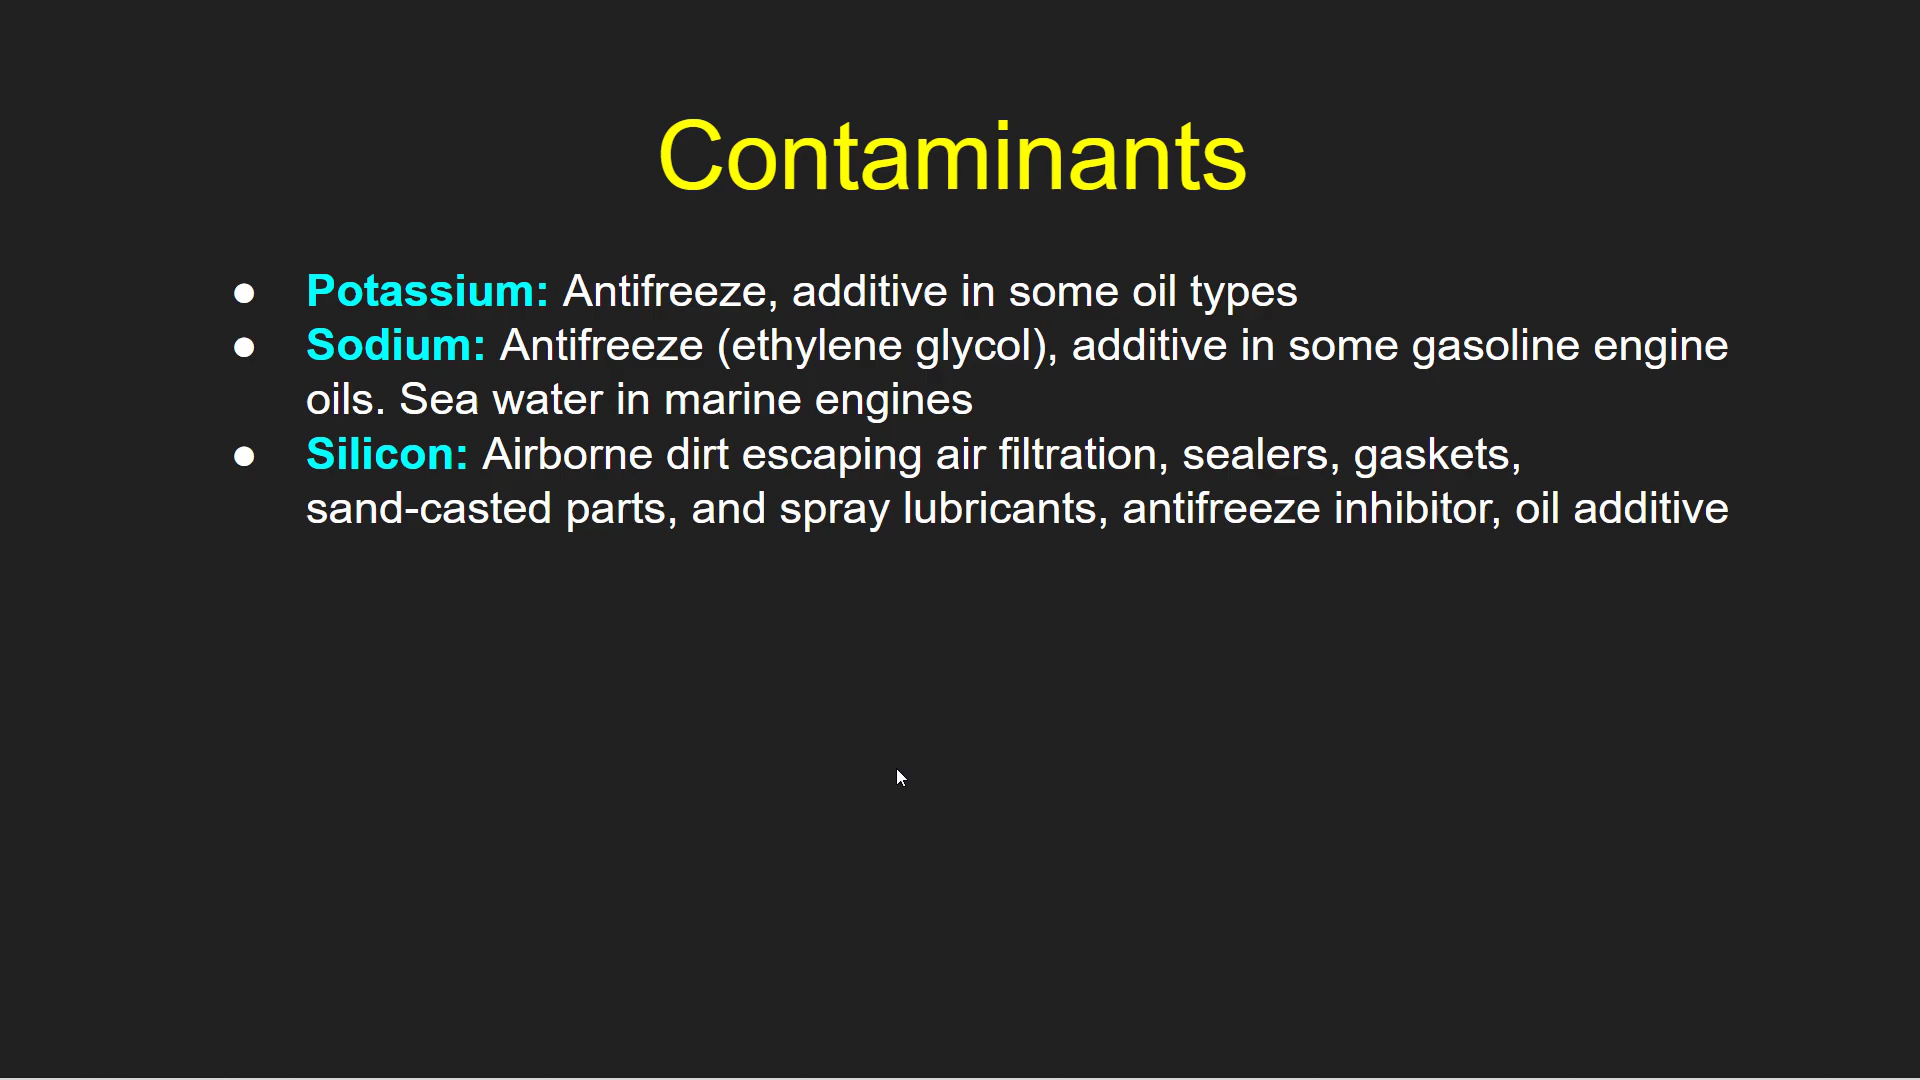 Contaminants
● Potassium: Antifreeze, additive in some oil types
● Sodium: Antifreeze (ethylene glycol), additive in some gasoline engine
oils. Sea water in marine engines
● Silicon: Airborne dirt escaping air filtration, sealers, gaskets,
sand-casted parts, and spray lubricants, antifreeze inhibitor, oil additive